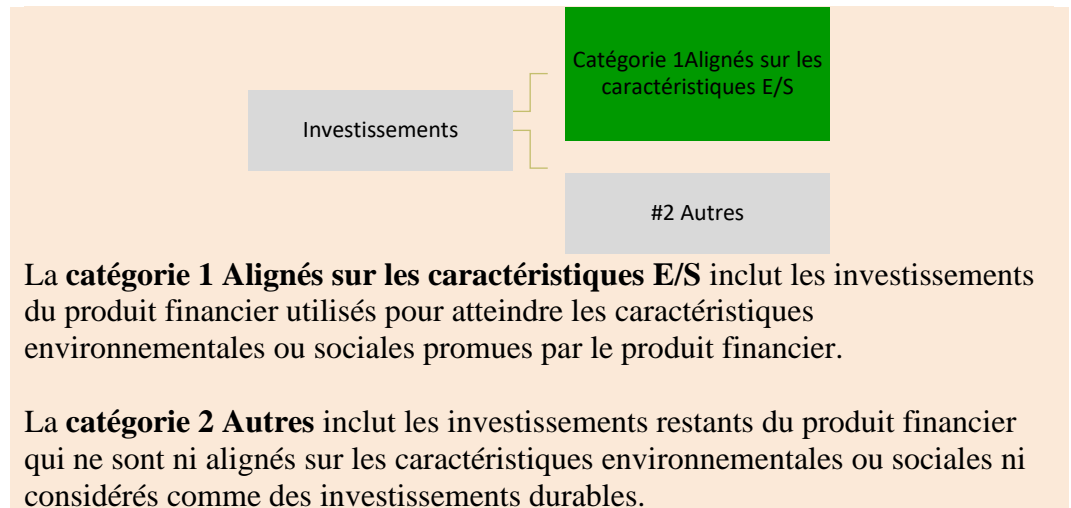 Catégorie 1Alignés sur les
caractéristiques E/S
Investissements
#2 Autres
La catégorie 1 Alignés sur les caractéristiques E/S inclut les investissements
du produit financier utilisés pour atteindre les caractéristiques
environnementales ou sociales promues par le produit financier.
La catégorie 2 Autres inclut les investissements restants du produit financier
qui ne sont ni alignés sur les caractéristiques environnementales ou sociales ni
considérés comme des investissements durables.